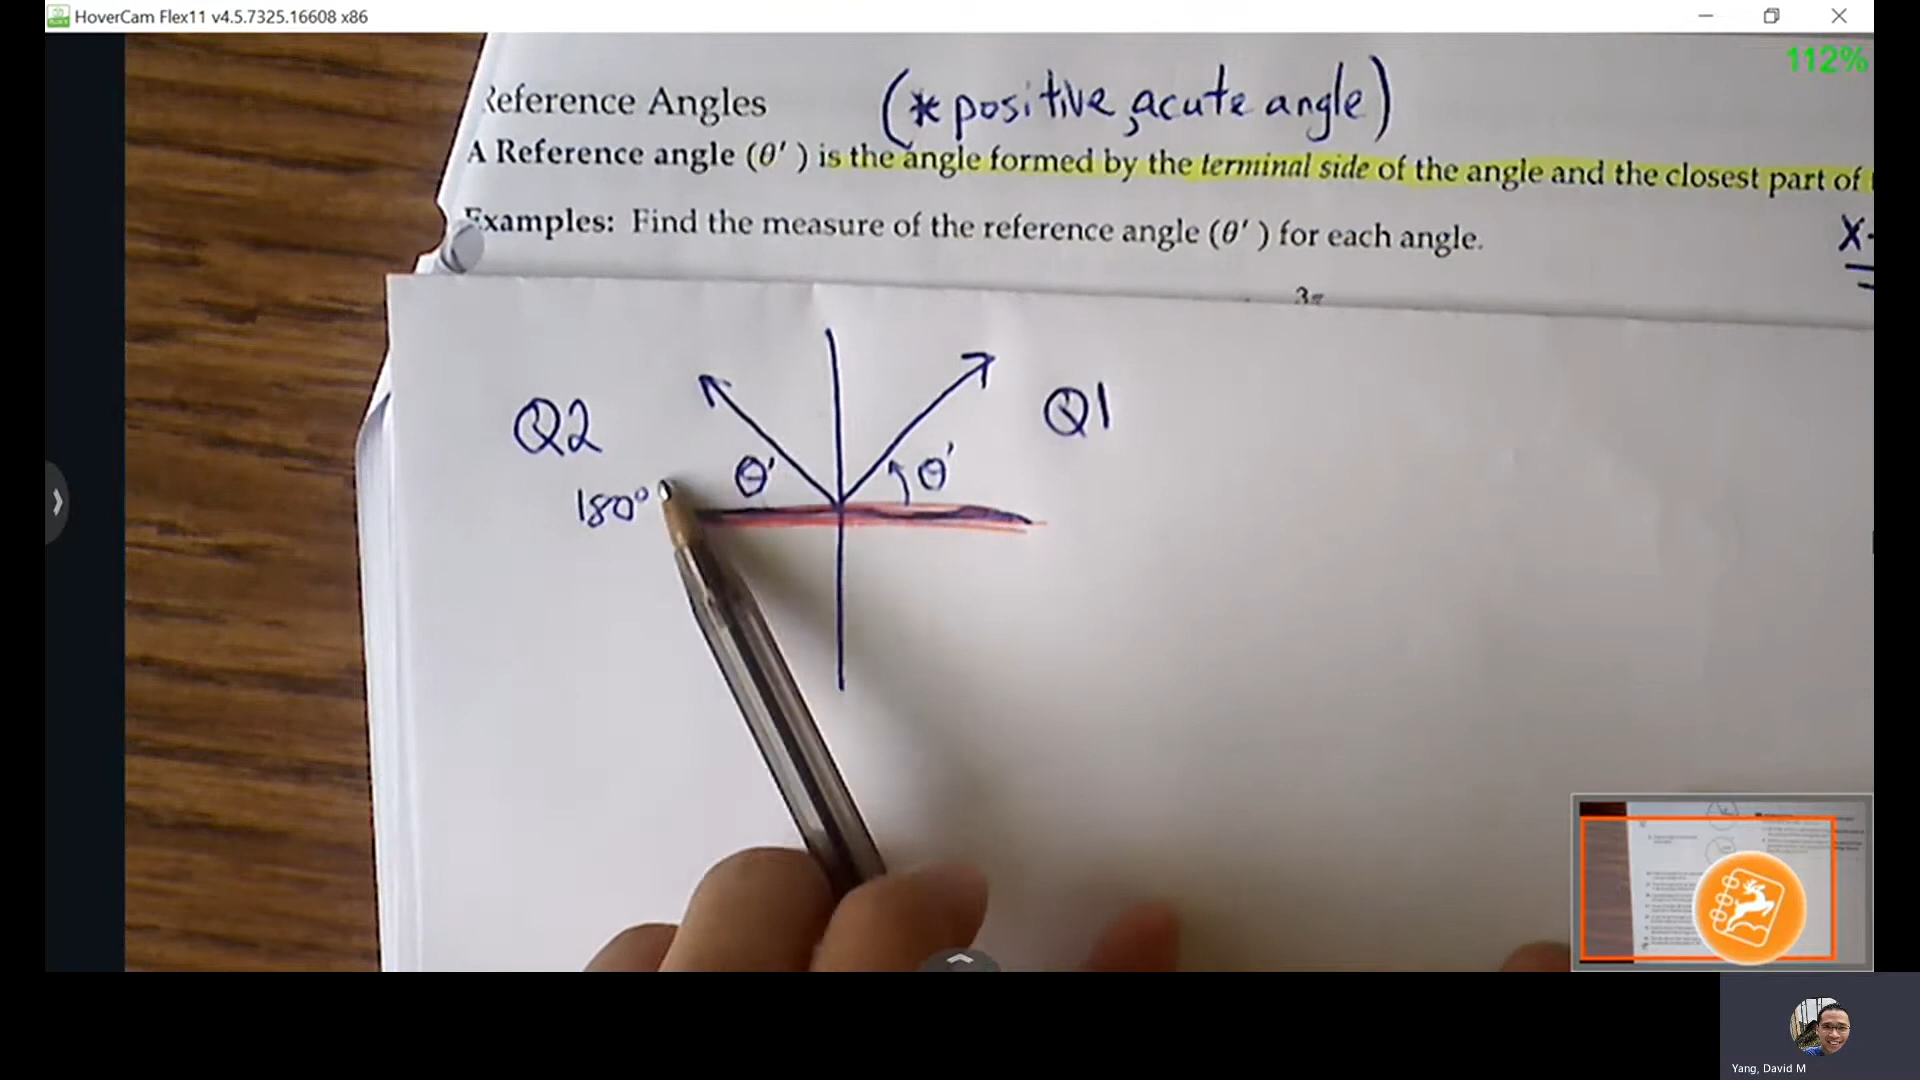 HoverCam Flex11 v4.5.7325.16608 x86
112%
Reference Angles (*positive, acute angle)
A Reference angle (θ′ ) is the angle formed by the terminal side of the angle and the closest part of
Examples: Find the measure of the reference angle (θ′ ) for each angle.
X-
3π
Q2 Q1
θ′ θ′
180°
Yang, David M